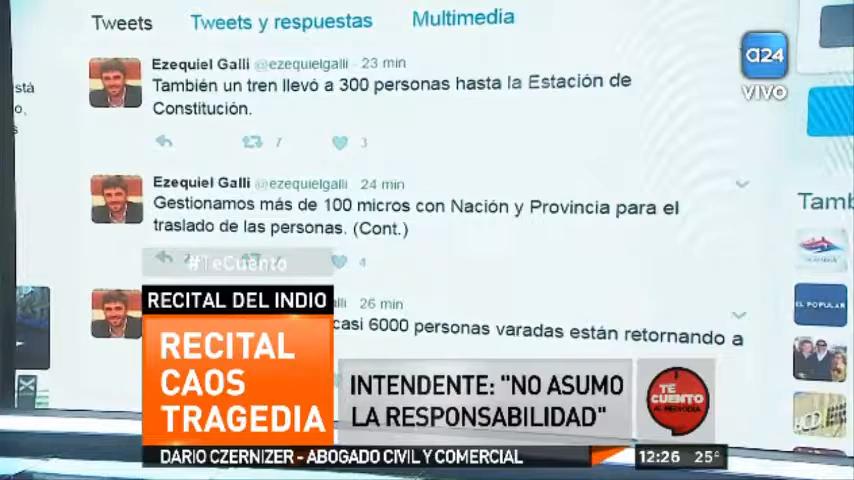 Tweets
Tweets y respuestas
Multimedia
a24
VIVO
Ezequiel Galli @ezequielgalli · 23 min
También un tren llevó a 300 personas hasta la Estación de
Constitución.
7
3
Ezequiel Galli @ezequielgalli 24 min
Gestionamos más de 100 micros con Nación y Provincia para el
traslado de las personas. (Cont.)
4
#TeCuento
26 min
casi 6000 personas varadas están retornando a
Tamb
EL POPULAR
RECITAL DEL INDIO
RECITAL
CAOS
TRAGEDIA
INTENDENTE: "NO ASUMO
LA RESPONSABILIDAD"
TE
CUENTO
AL MEDIODÍA
DARIO CZERNIZER - ABOGADO CIVIL Y COMERCIAL
12:26 25°